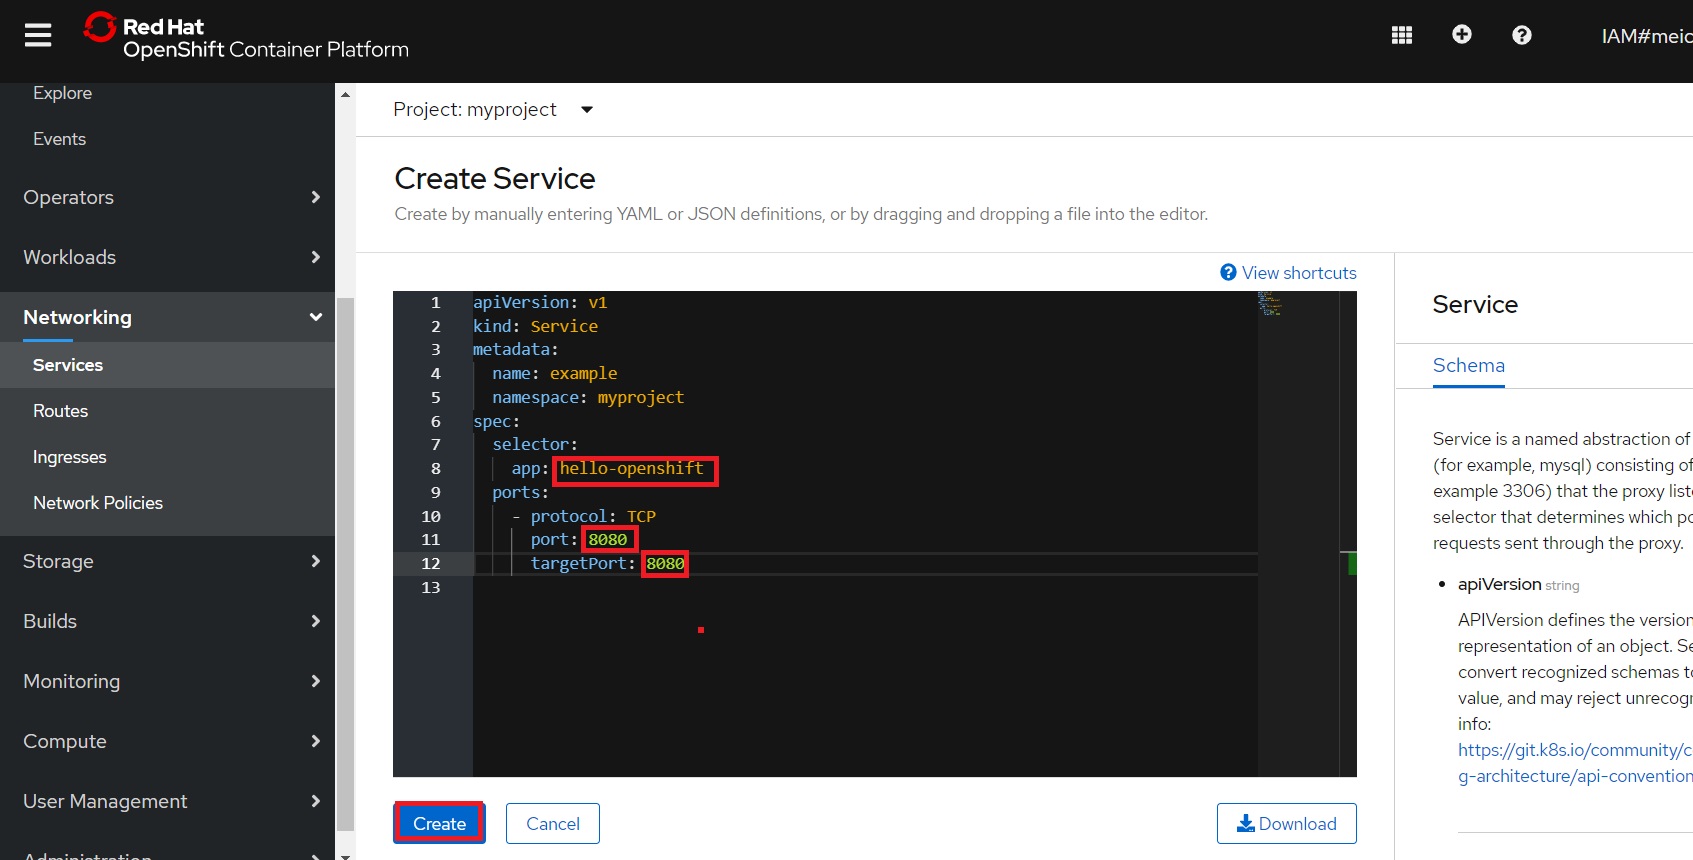 Red Hat
OpenShift Container Platform
IAM#meic
Explore
Events
Operators
Workloads
Networking
Services
Routes
Ingresses
Network Policies
Storage
Builds
Monitoring
Compute
User Management
Administration
Project: myproject
Create Service
Create by manually entering YAML or JSON definitions, or by dragging and dropping a file into the editor.
View shortcuts
1 apiVersion: v1
2 kind: Service
3 metadata:
4 name: example
5 namespace: myproject
6 spec:
7 selector:
8 app: hello-openshift
9 ports:
10 - protocol: TCP
11 port: 8080
12 targetPort: 8080
13
Create
Cancel
Download
Service
Schema
Service is a named abstraction of
(for example, mysql) consisting of
example 3306) that the proxy liste
selector that determines which po
requests sent through the proxy.
• apiVersion string
APIVersion defines the version
representation of an object. Se
convert recognized schemas to
value, and may reject unrecogn
info:
https://git.k8s.io/community/c
g-architecture/api-convention